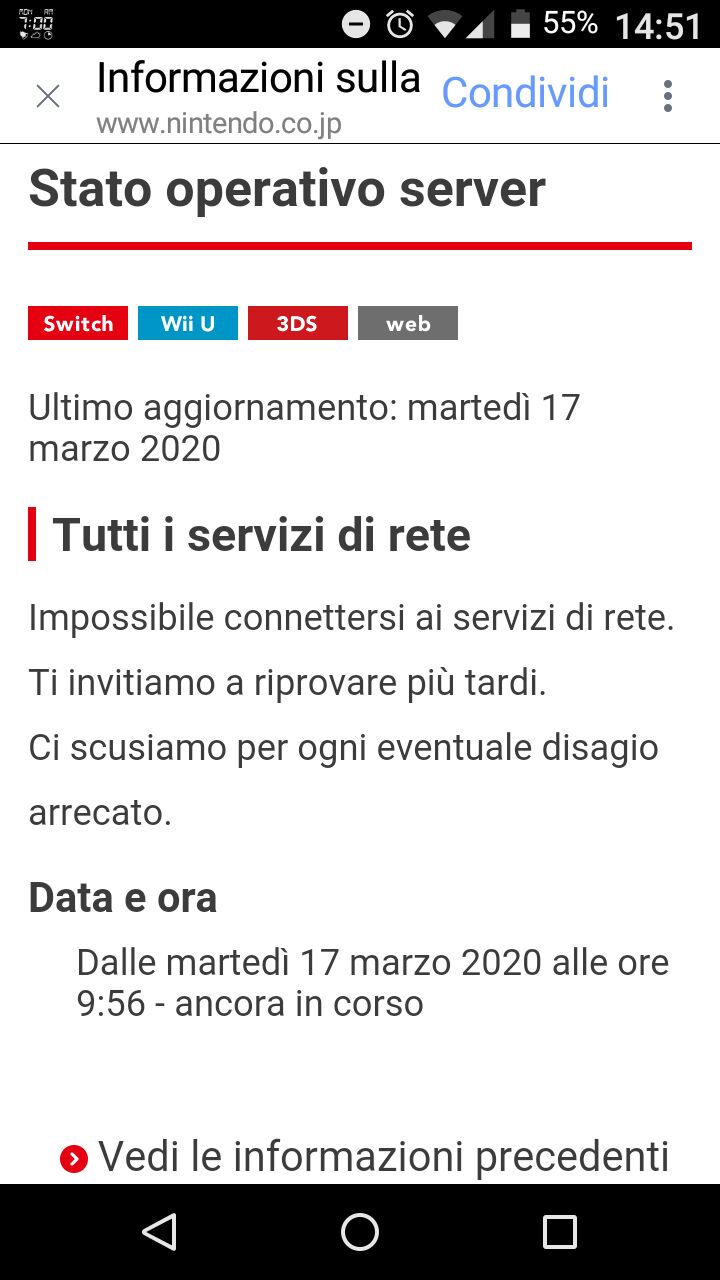 MON AM
7:00
55% 14:51
Informazioni sulla
Condividi
www.nintendo.co.jp
Stato operativo server
Switch Wii U 3DS web
Ultimo aggiornamento: martedì 17
marzo 2020
Tutti i servizi di rete
Impossibile connettersi ai servizi di rete.
Ti invitiamo a riprovare più tardi.
Ci scusiamo per ogni eventuale disagio
arrecato.
Data e ora
Dalle martedì 17 marzo 2020 alle ore
9:56 - ancora in corso
Vedi le informazioni precedenti